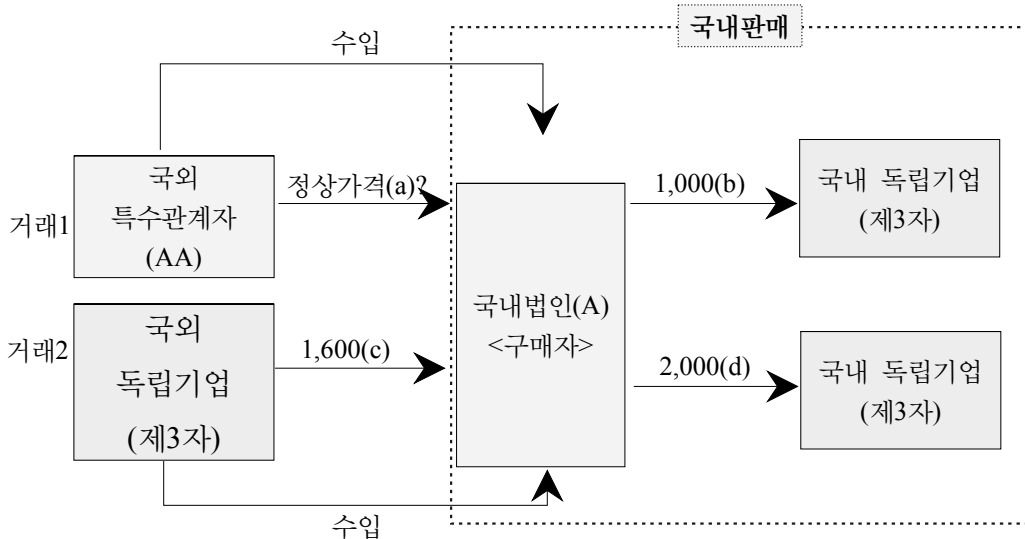 국내판매
수입
거래1
국외
특수관계자
(AA)
정상가격(a)?
1,000(b)
국내 독립기업
(제3자)
국내법인(A)
<구매자>
거래2
국외
독립기업
(제3자)
1,600(c)
2,000(d)
국내 독립기업
(제3자)
수입